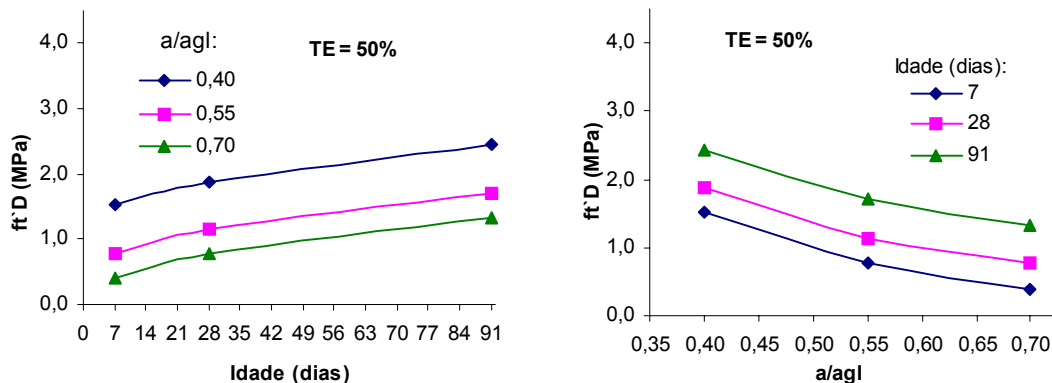 a/agl:
0,40
0,55
0,70
TE = 50%
4,0
3,0
2,0
1,0
0,0
ft`D (MPa)
0 7 14 21 28 35 42 49 56 63 70 77 84 91
Idade (dias)
TE = 50%
Idade (dias):
7
28
91
4,0
3,0
2,0
1,0
0,0
ft`D (MPa)
0,35 0,40 0,45 0,50 0,55 0,60 0,65 0,70
a/agl